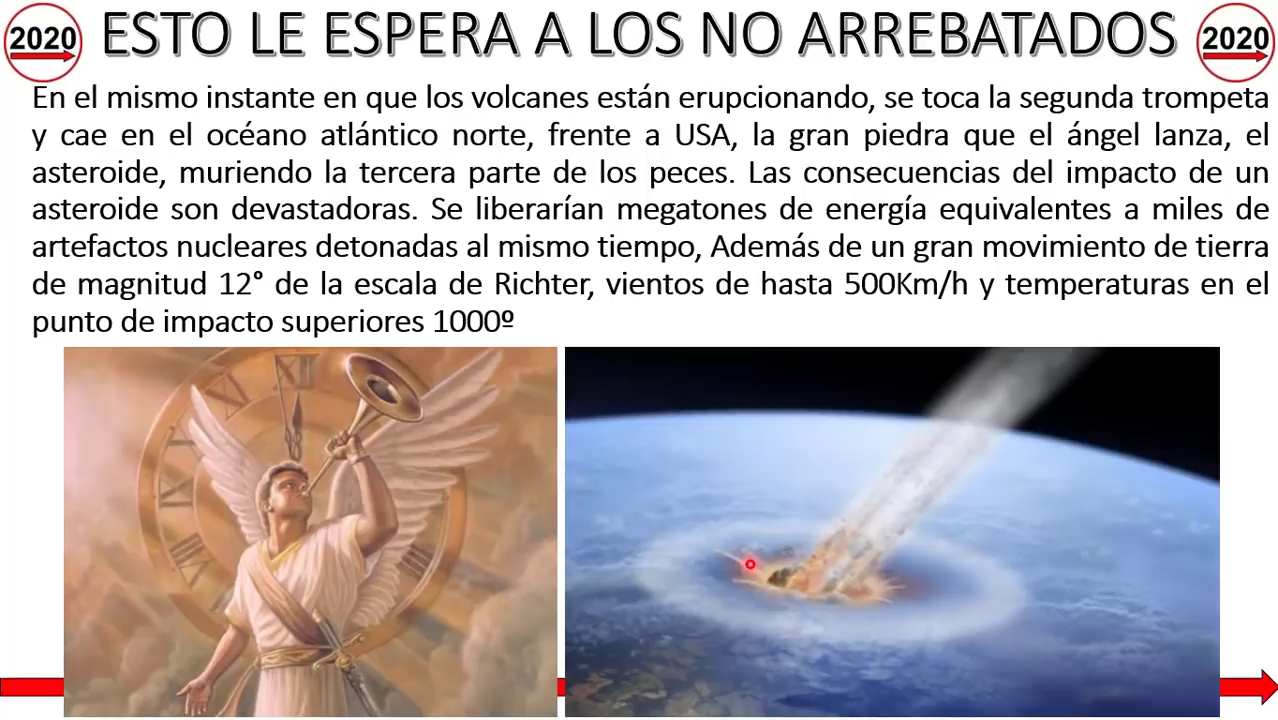 2020 ESTO LE ESPERA A LOS NO ARREBATADOS 2020
En el mismo instante en que los volcanes están erupcionando, se toca la segunda trompeta
y cae en el océano atlántico norte, frente a USA, la gran piedra que el ángel lanza, el
asteroide, muriendo la tercera parte de los peces. Las consecuencias del impacto de un
asteroide son devastadoras. Se liberarían megatones de energía equivalentes a miles de
artefactos nucleares detonadas al mismo tiempo, Además de un gran movimiento de tierra
de magnitud 12° de la escala de Richter, vientos de hasta 500Km/h y temperaturas en el
punto de impacto superiores 1000º
XI XII
III